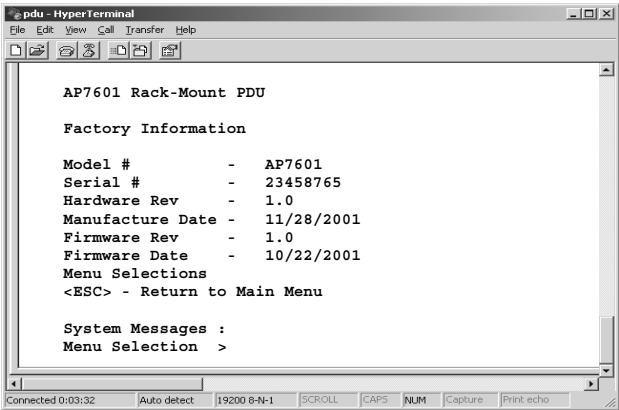 pdu - HyperTerminal
File Edit View Call Transfer Help
AP7601 Rack-Mount PDU
Factory Information
Model # - AP7601
Serial # - 23458765
Hardware Rev - 1.0
Manufacture Date - 11/28/2001
Firmware Rev - 1.0
Firmware Date - 10/22/2001
Menu Selections
<ESC> - Return to Main Menu
System Messages :
Menu Selection >
Connected 0:03:32 Auto detect 19200 8-N-1 SCROLL CAPS NUM Capture Print echo